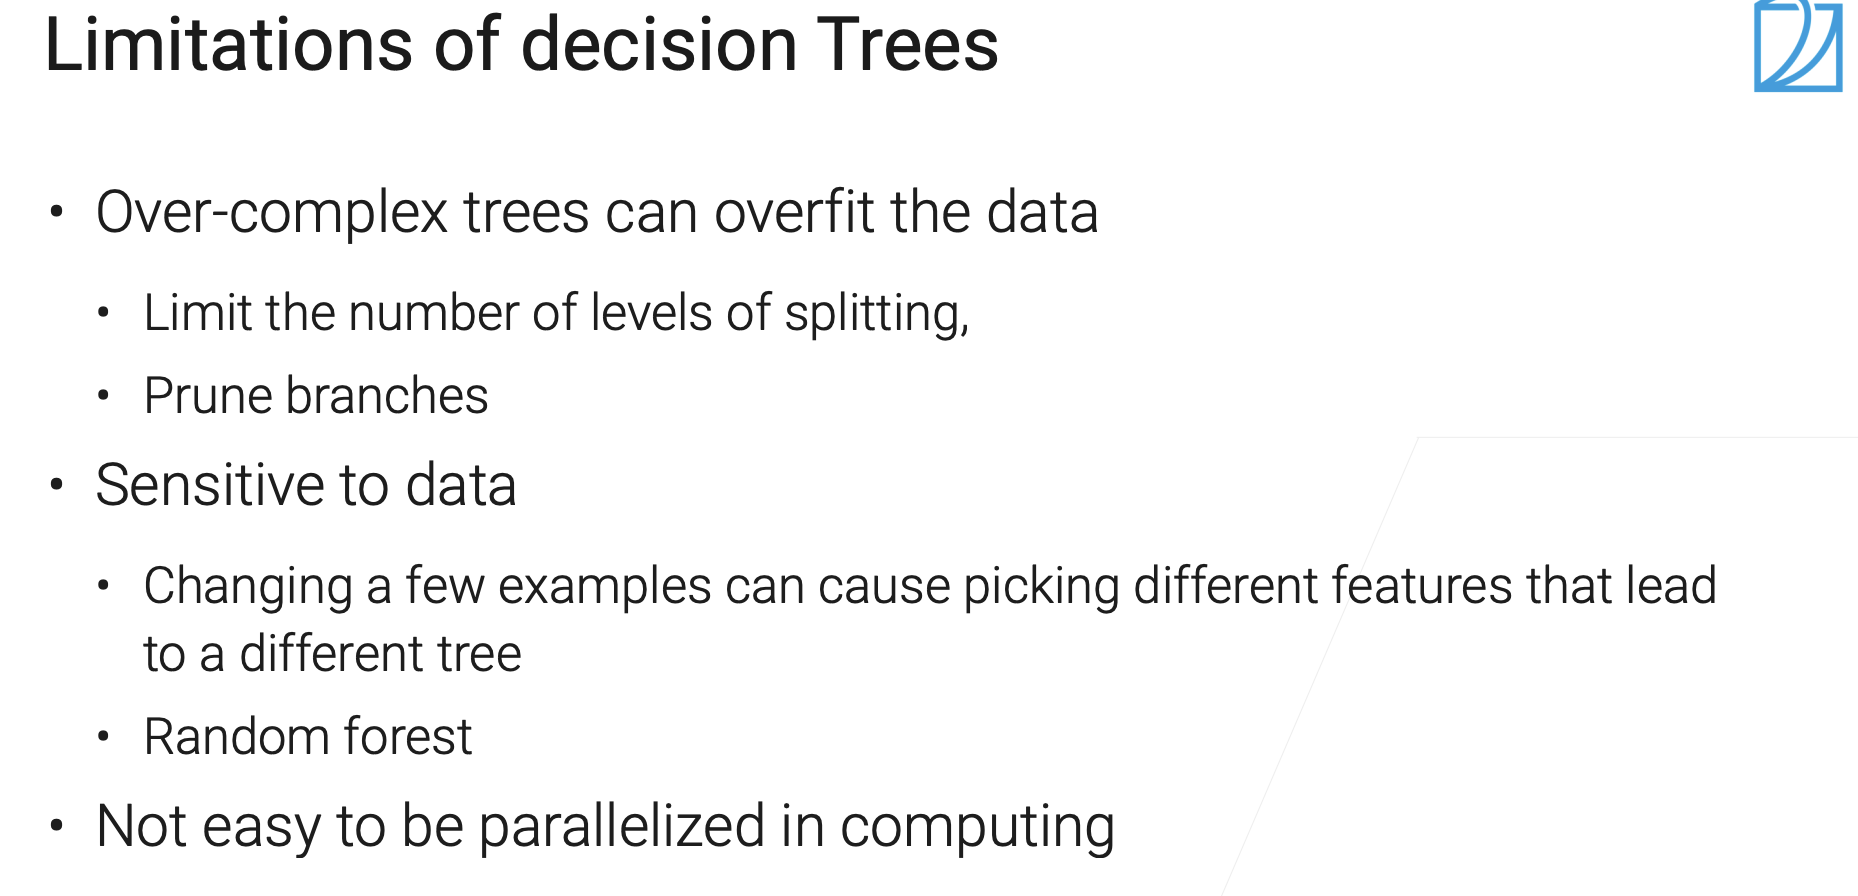 Limitations of decision Trees
• Over-complex trees can overfit the data
• Limit the number of levels of splitting,
• Prune branches
• Sensitive to data
• Changing a few examples can cause picking different features that lead
to a different tree
• Random forest
• Not easy to be parallelized in computing